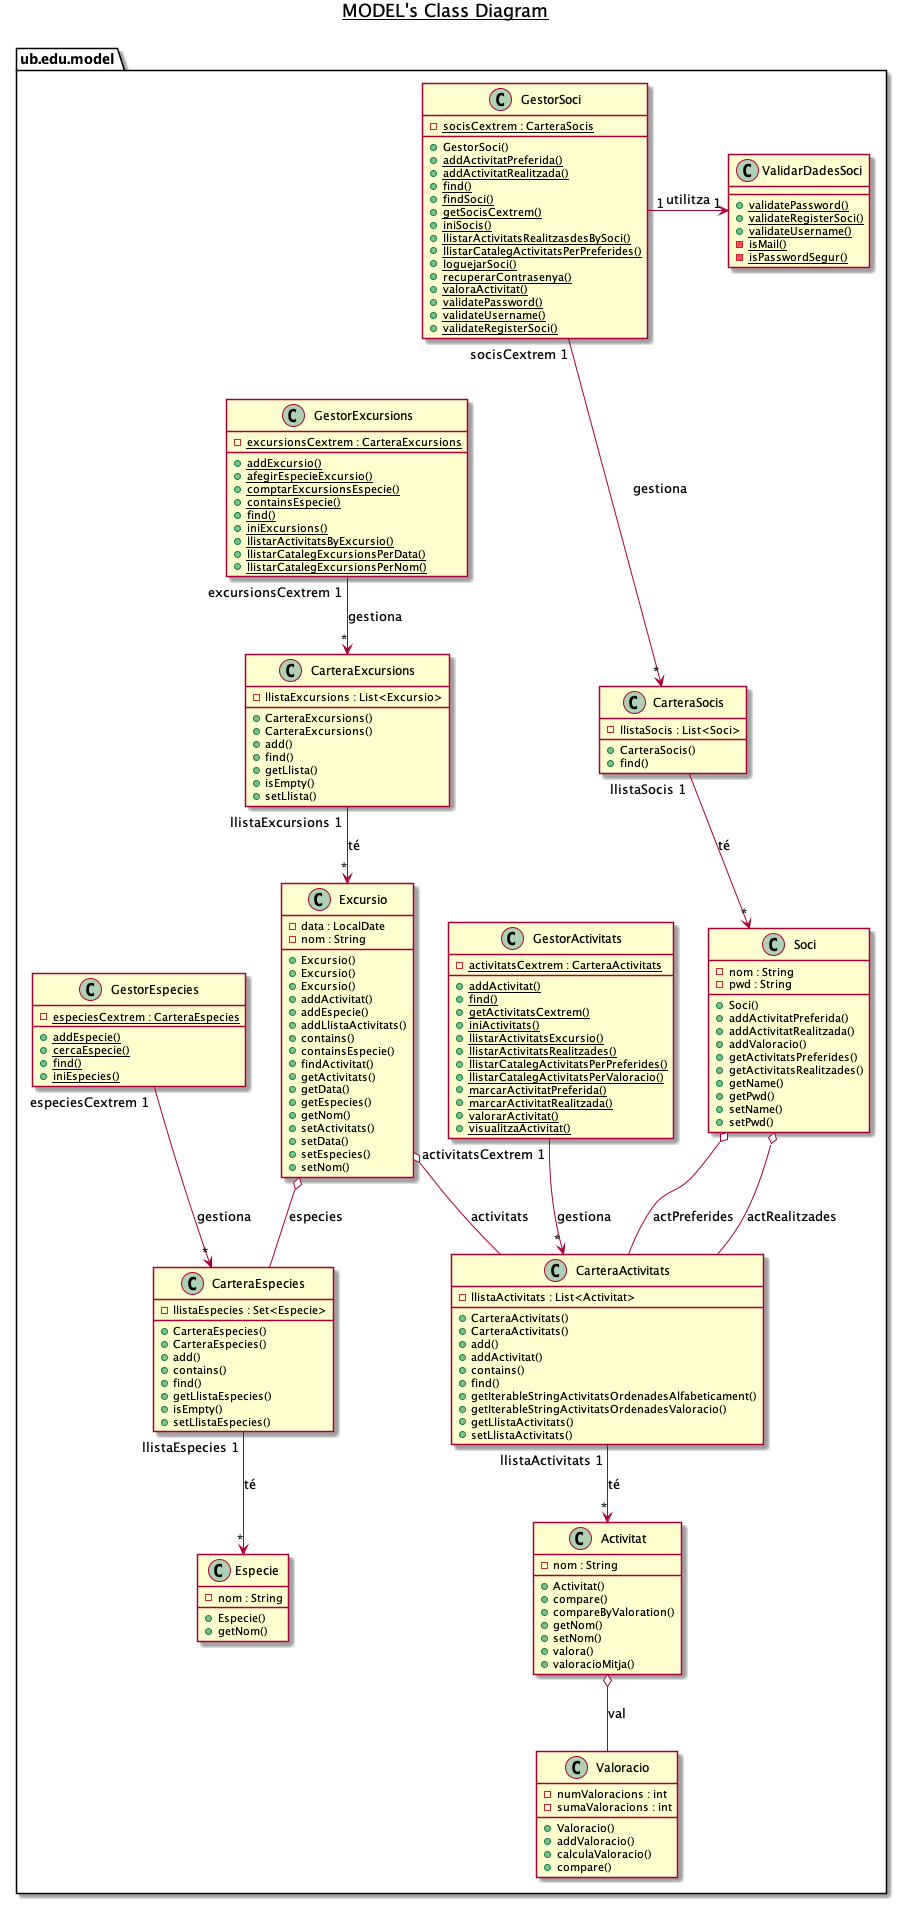 MODEL's Class Diagram
ub.edu.model
C GestorSoci
socisCextrem : CarteraSocis
GestorSoci()
addActivitatPreferida()
addActivitatRealitzada()
find()
findSoci()
getSocisCextrem()
iniSocis()
llistarActivitatsRealitzasdesBySoci()
llistarCatalegActivitatsPerPreferides()
loguejarSoci()
recuperarContrasenya()
valoraActivitat()
validatePassword()
validateUsername()
validateRegisterSoci()
1 utilitza 1
C ValidarDadesSoci
validatePassword()
validateRegisterSoci()
validateUsername()
isMail()
isPasswordSegur()
socisCextrem 1
gestiona
*
C GestorExcursions
excursionsCextrem : CarteraExcursions
addExcursio()
afegirEspecieExcursio()
comptarExcursionsEspecie()
containsEspecie()
find()
iniExcursions()
llistarActivitatsByExcursio()
llistarCatalegExcursionsPerData()
llistarCatalegExcursionsPerNom()
excursionsCextrem 1
gestiona
*
C CarteraExcursions
llistaExcursions : List<Excursio>
CarteraExcursions()
CarteraExcursions()
add()
find()
getLlista()
isEmpty()
setLlista()
llistaExcursions 1
té
*
C CarteraSocis
llistaSocis : List<Soci>
CarteraSocis()
find()
llistaSocis 1
té
*
C Excursio
data : LocalDate
nom : String
Excursio()
Excursio()
Excursio()
addActivitat()
addEspecie()
addLlistaActivitats()
contains()
containsEspecie()
findActivitat()
getActivitats()
getData()
getEspecies()
getNom()
setActivitats()
setData()
setEspecies()
setNom()
C GestorActivitats
activitatsCextrem : CarteraActivitats
addActivitat()
find()
getActivitatsCextrem()
iniActivitats()
llistarActivitatsExcursio()
llistarActivitatsRealitzades()
llistarCatalegActivitatsPerPreferides()
llistarCatalegActivitatsPerValoracio()
marcarActivitatPreferida()
marcarActivitatRealitzada()
valorarActivitat()
visualitzaActivitat()
C Soci
nom : String
pwd : String
Soci()
addActivitatPreferida()
addActivitatRealitzada()
addValoracio()
getActivitatsPreferides()
getActivitatsRealitzades()
getName()
getPwd()
setName()
setPwd()
C GestorEspecies
especiesCextrem : CarteraEspecies
addEspecie()
cercaEspecie()
find()
iniEspecies()
especiesCextrem 1
activitatsCextrem 1
gestiona
especies
activitats
gestiona
actPreferides
actRealitzades
*
*
C CarteraEspecies
llistaEspecies : Set<Especie>
CarteraEspecies()
CarteraEspecies()
add()
contains()
find()
getLlistaEspecies()
isEmpty()
setLlistaEspecies()
llistaEspecies 1
té
*
C CarteraActivitats
llistaActivitats : List<Activitat>
CarteraActivitats()
CarteraActivitats()
add()
addActivitat()
contains()
find()
getIterableStringActivitatsOrdenadesAlfabeticament()
getIterableStringActivitatsOrdenadesValoracio()
getLlistaActivitats()
setLlistaActivitats()
llistaActivitats 1
té
*
C Especie
nom : String
Especie()
getNom()
C Activitat
nom : String
Activitat()
compare()
compareByValoration()
getNom()
setNom()
valora()
valoracioMitja()
val
C Valoracio
numValoracions : int
sumaValoracions : int
Valoracio()
addValoracio()
calculaValoracio()
compare()